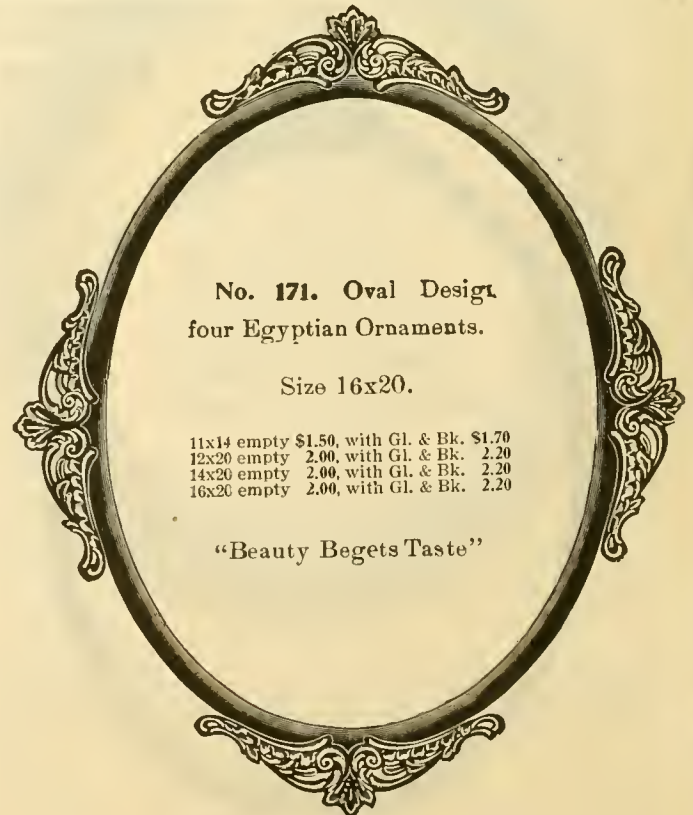 No. 171. Oval Design
four Egyptian Ornaments.
Size 16x20.
11x14 empty $1.50, with Gl. & Bk. $1.70
12x20 empty 2.00, with Gl. & Bk. 2.20
14x20 empty 2.00, with Gl. & Bk. 2.20
16x20 empty 2.00, with Gl. & Bk. 2.20
“Beauty Begets Taste”